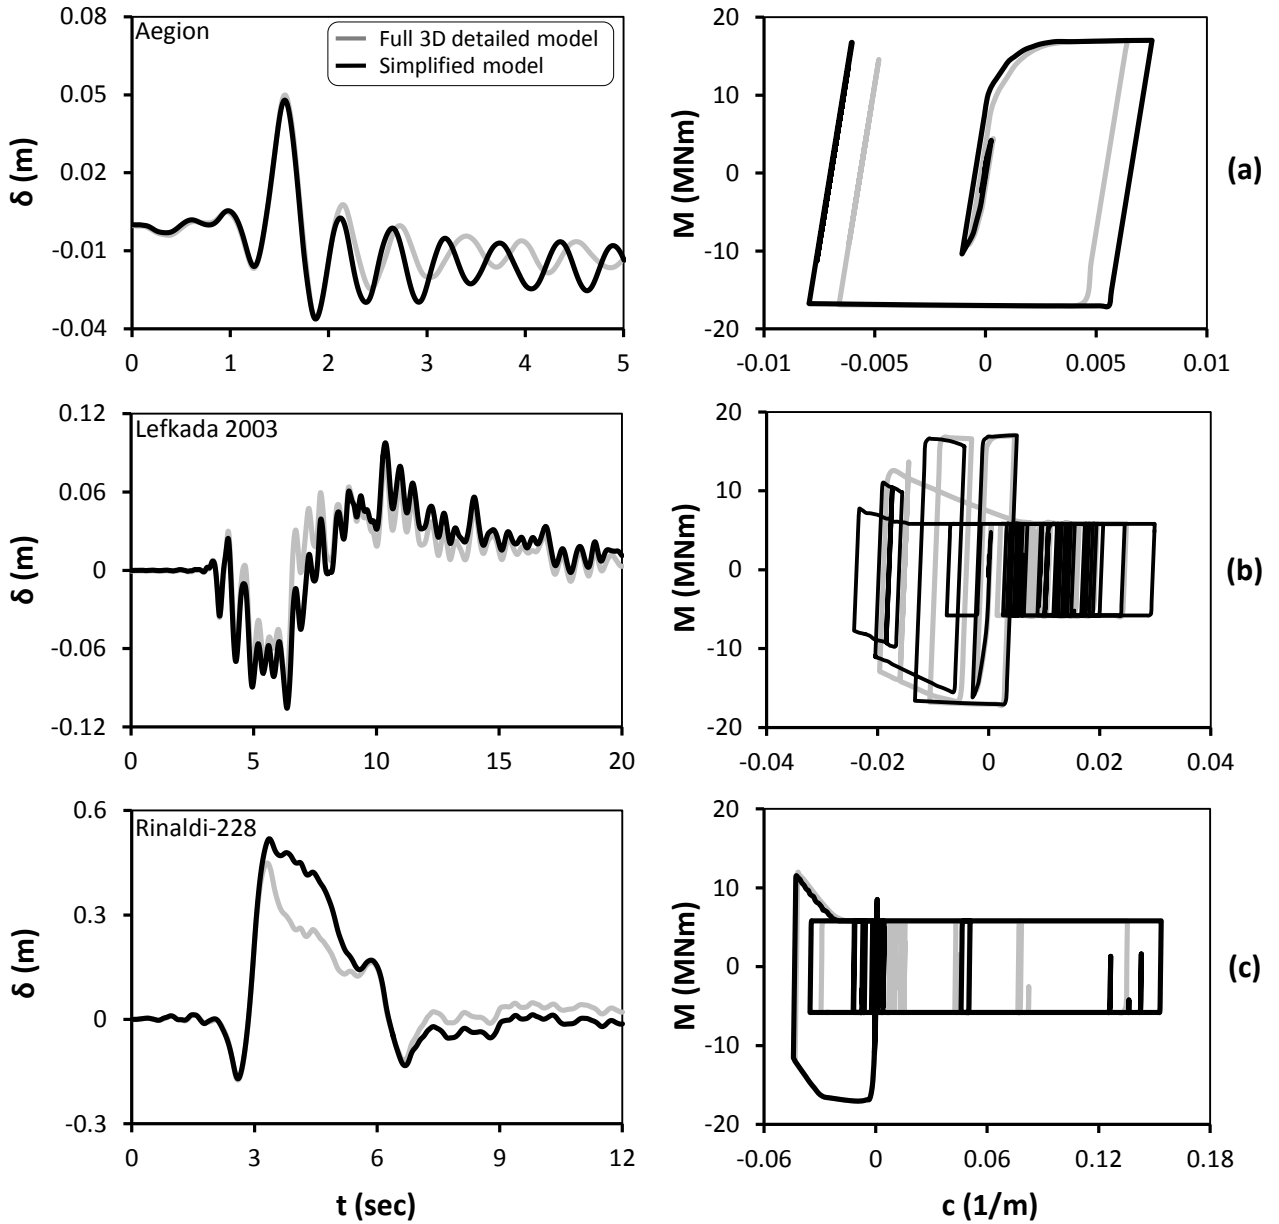 0.08
Aegion
Full 3D detailed model
Simplified model
0.05
0.02
-0.01
-0.04
δ (m)
0 1 2 3 4 5
20
10
0
-10
-20
M (MNm)
-0.01 -0.005 0 0.005 0.01
(a)
0.12
Lefkada 2003
0.06
0
-0.06
-0.12
δ (m)
0 5 10 15 20
20
10
0
-10
-20
M (MNm)
-0.04 -0.02 0 0.02 0.04
(b)
0.6
Rinaldi-228
0.3
0
-0.3
δ (m)
0 3 6 9 12
t (sec)
20
10
0
-10
-20
M (MNm)
-0.06 0 0.06 0.12 0.18
c (1/m)
(c)